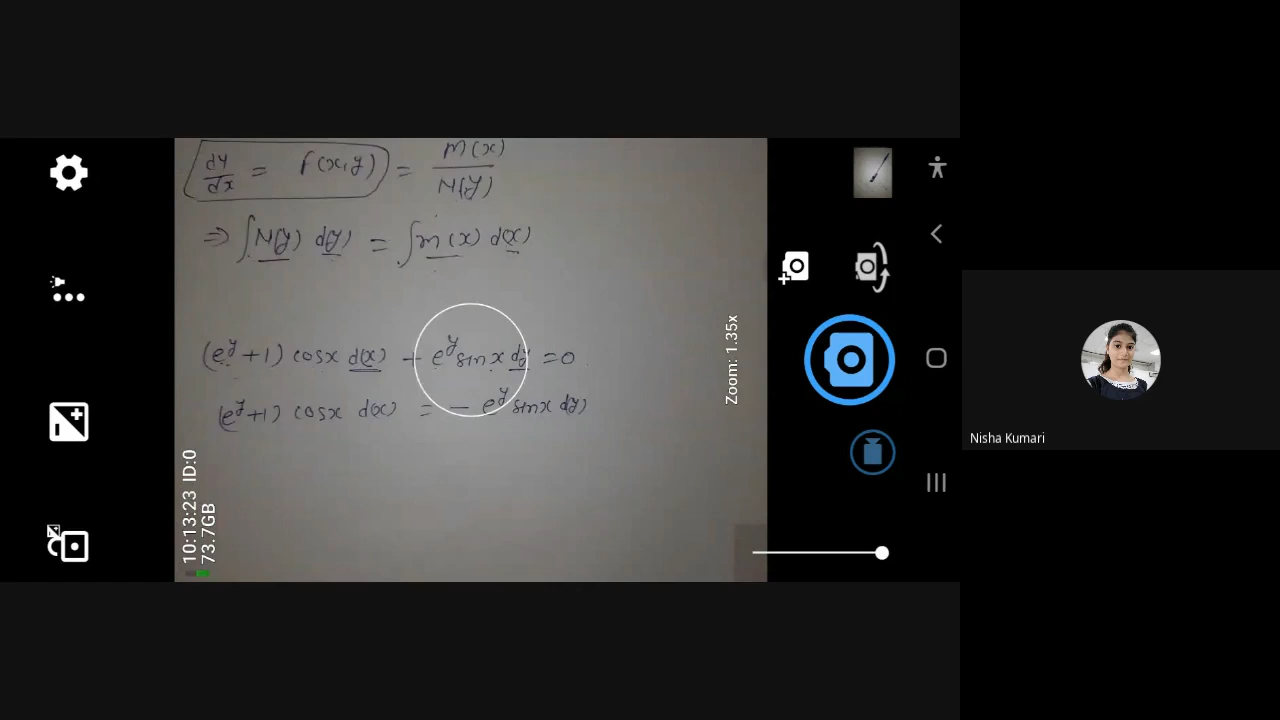 dy/dx = f(x,y) = M(x)/N(y)
⇒ ∫N(y) d(y) = ∫m(x) d(x)
(e^y +1) cosx d(x) + e^y sinx dy =0
(e^y+1) cosx d(x) = - e^y sinx dy)
Zoom: 1.35x
10:13:23 ID:0
73.7GB
Nisha Kumari